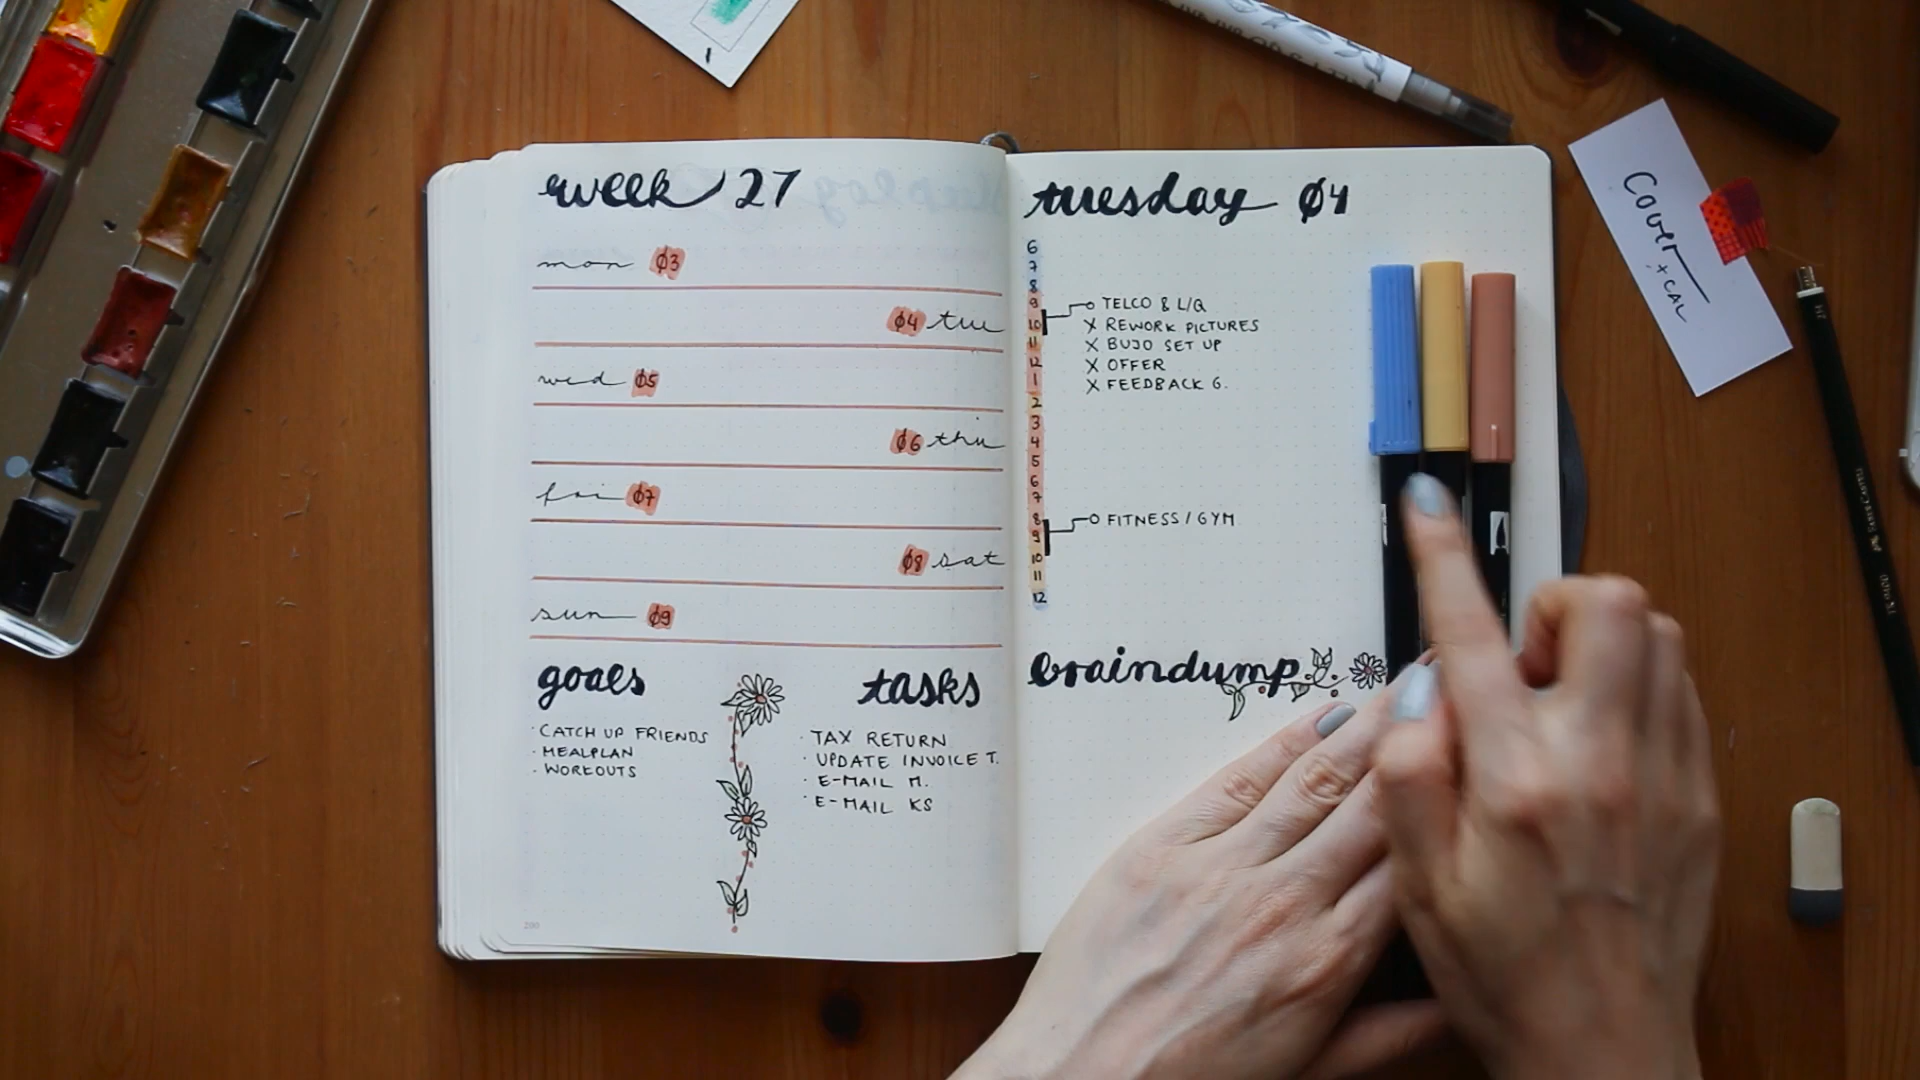 week 27
mon 03
04 tue
wed 05
06 thu
fri 07
08 sat
sun 09
goals
· CATCH UP FRIENDS
· MEALPLAN
· WORKOUTS
tasks
· TAX RETURN
· UPDATE INVOICE T.
· E-MAIL M.
· E-MAIL KS
200
tuesday 04
6
7
8
9 TELCO & L/Q
10 X REWORK PICTURES
11 X BUJO SET UP
12 X OFFER
1 X FEEDBACK G.
2
3
4
5
6
7
8 FITNESS / GYM
9
10
11
12
braindump
Cover
+ CAL